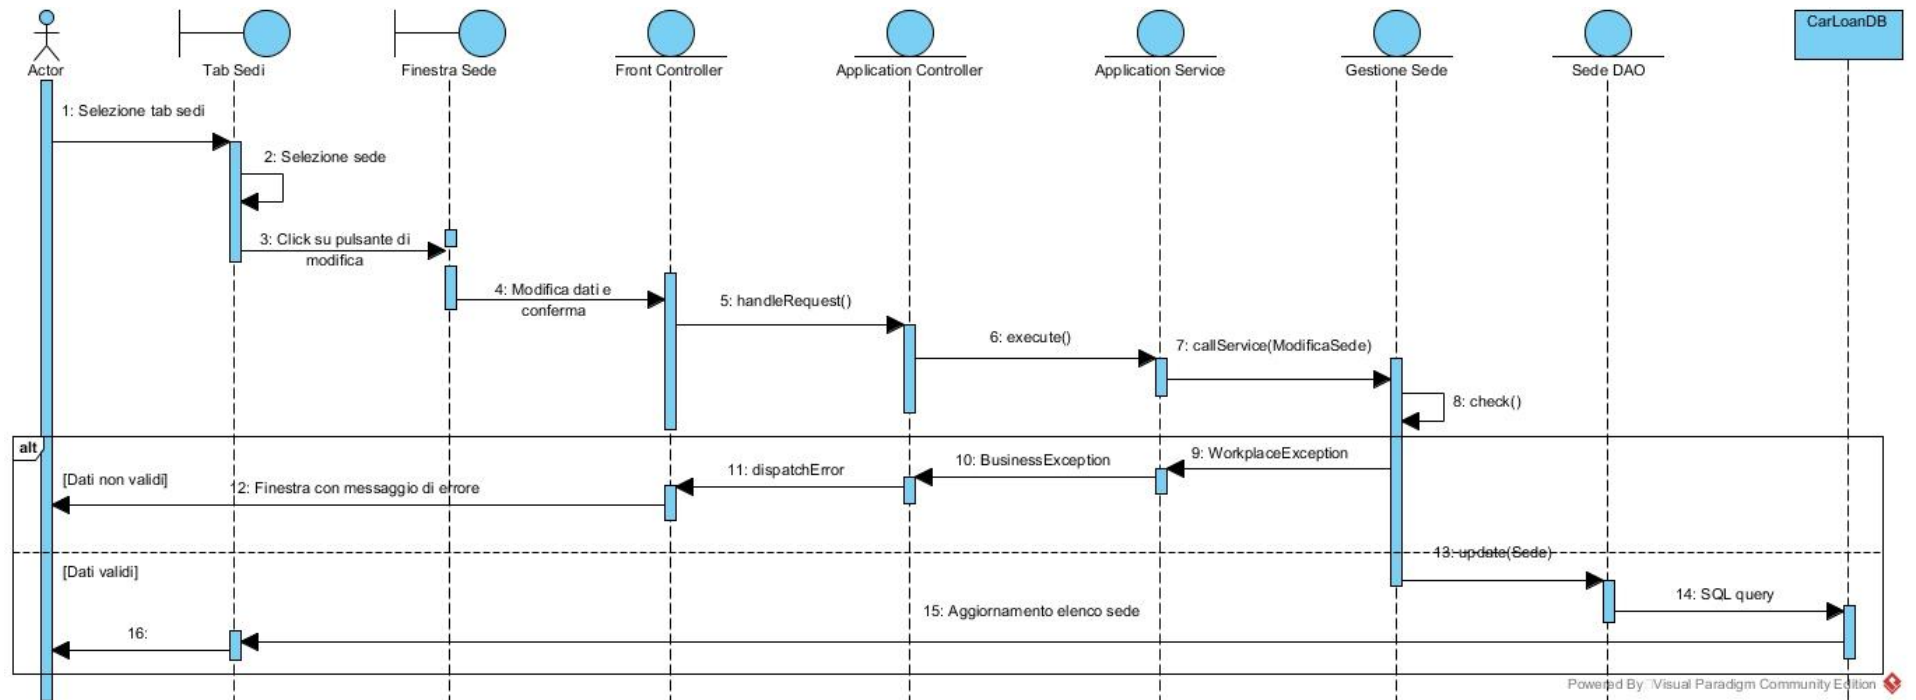 CarLoanDB
Actor
Tab Sedi
Finestra Sede
Front Controller
Application Controller
Application Service
Gestione Sede
Sede DAO
1: Selezione tab sedi
2: Selezione sede
3: Click su pulsante di
modifica
4: Modifica dati e
conferma
5: handleRequest()
6: execute()
7: callService(ModificaSede)
8: check()
alt
[Dati non validi]
9: WorkplaceException
10: BusinessException
11: dispatchError
12: Finestra con messaggio di errore
13: update(Sede)
[Dati validi]
14: SQL query
15: Aggiornamento elenco sede
16:
Powered By Visual Paradigm Community Edition